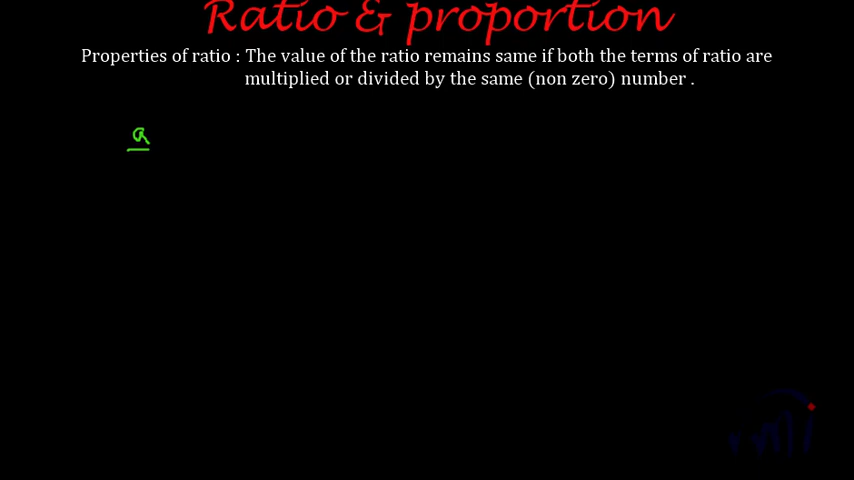 Ratio & proportion
Properties of ratio : The value of the ratio remains same if both the terms of ratio are
multiplied or divided by the same (non zero) number .
a